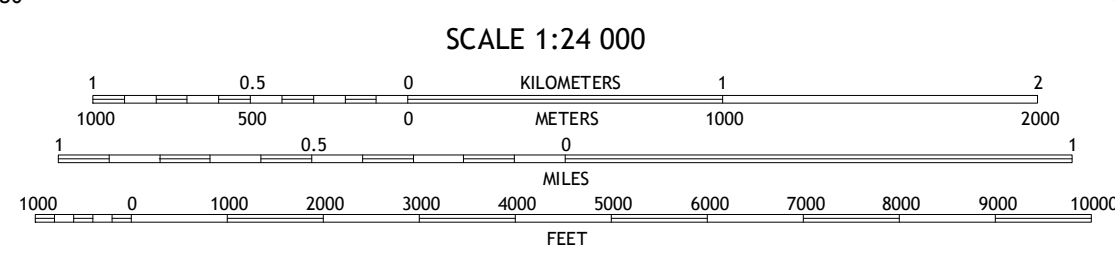 SCALE 1:24 000
1 0.5 0 KILOMETERS 1 2
1000 500 0 METERS 1000 2000
1 0.5 0 1
MILES
1000 0 1000 2000 3000 4000 5000 6000 7000 8000 9000 10000
FEET